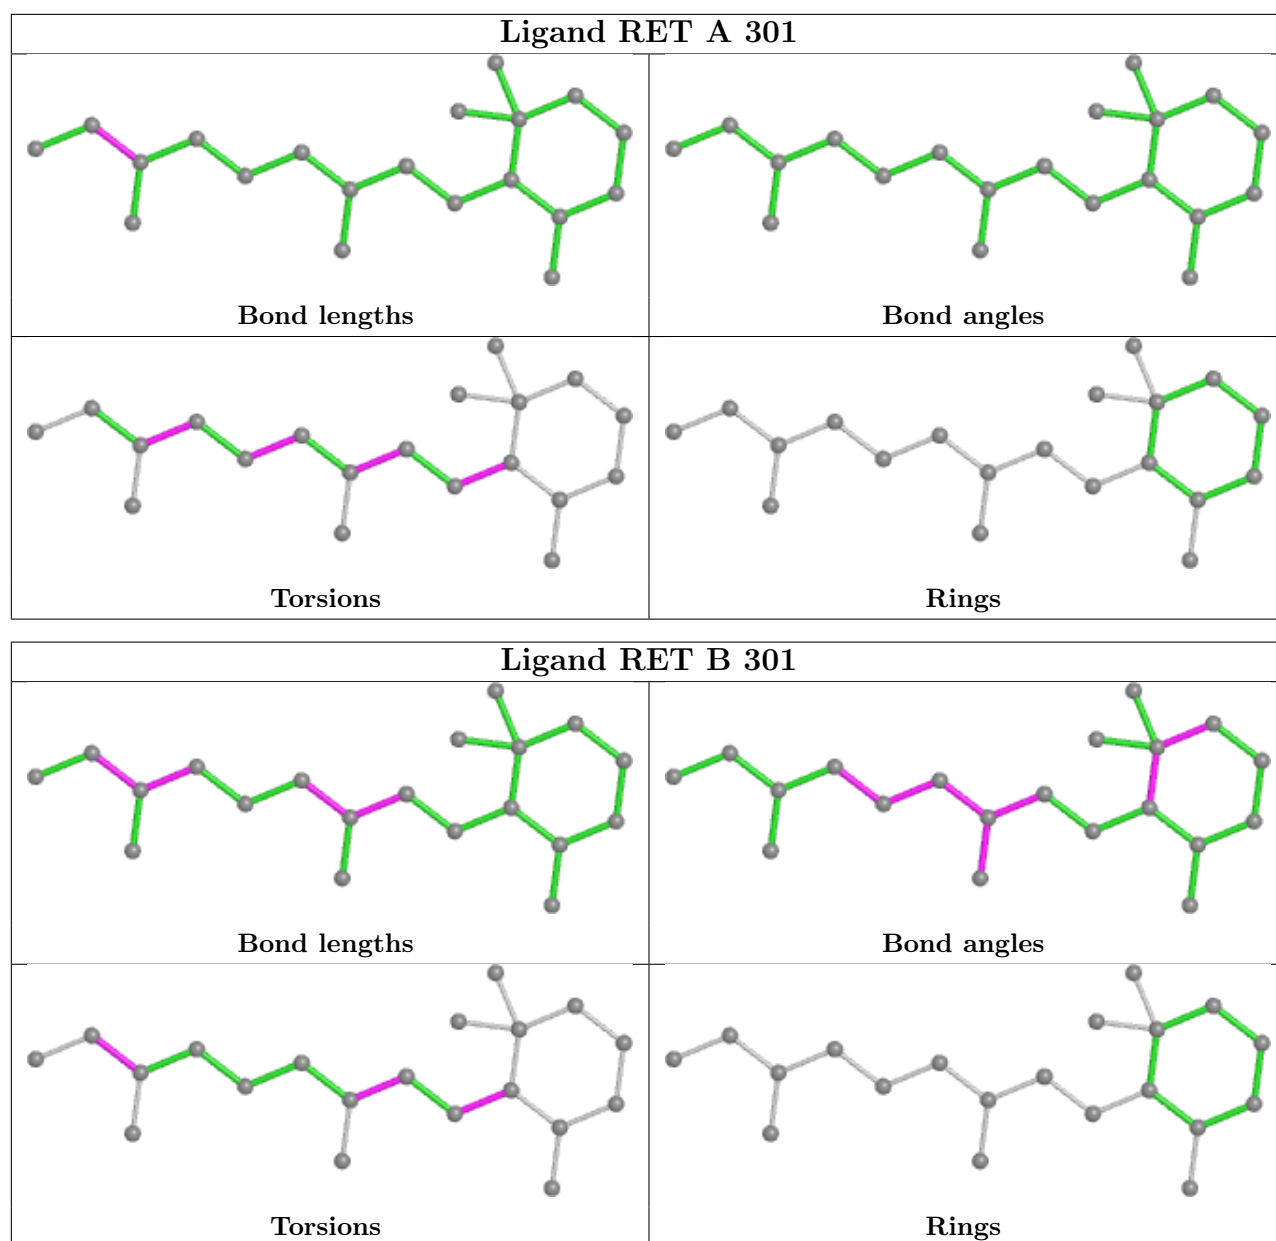 Ligand RET A 301
Bond lengths
Bond angles
Torsions
Rings
Ligand RET B 301
Bond lengths
Bond angles
Torsions
Rings